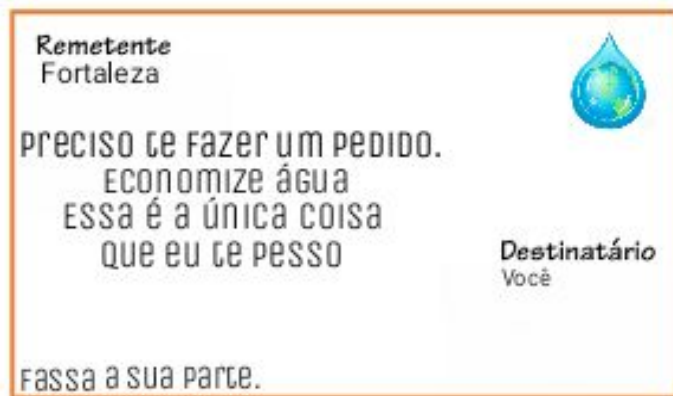 Remetente
Fortaleza
Preciso te fazer um pedido.
Economize água
Essa é a única coisa
que eu te pesso
Destinatário
Você
Fassa a sua parte.